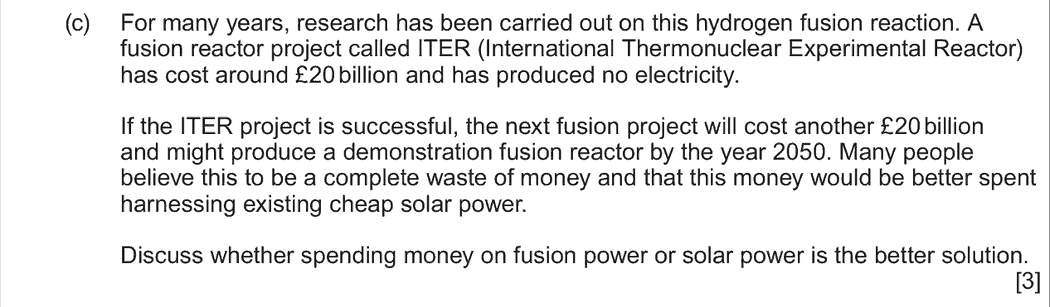 (c) For many years, research has been carried out on this hydrogen fusion reaction. A
fusion reactor project called ITER (International Thermonuclear Experimental Reactor)
has cost around £20 billion and has produced no electricity.
If the ITER project is successful, the next fusion project will cost another £20 billion
and might produce a demonstration fusion reactor by the year 2050. Many people
believe this to be a complete waste of money and that this money would be better spent
harnessing existing cheap solar power.
Discuss whether spending money on fusion power or solar power is the better solution.
[3]